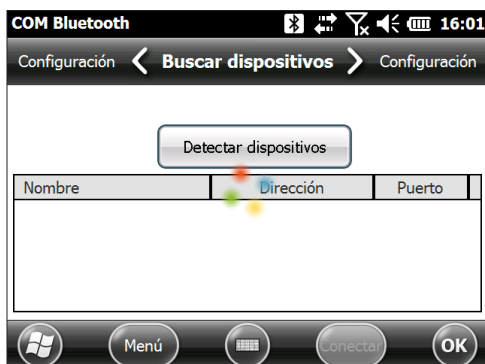 COM Bluetooth 16:01
Configuración Buscar dispositivos Configuración
Detectar dispositivos
Nombre Dirección Puerto
Menú Conectar OK